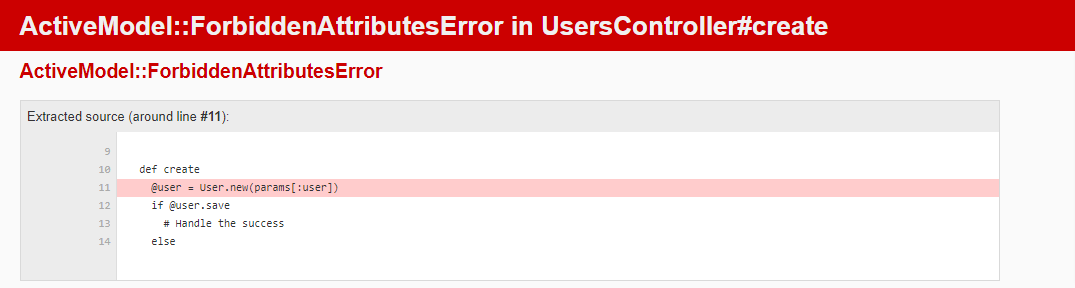 ActiveModel::ForbiddenAttributesError in UsersController#create
ActiveModel::ForbiddenAttributesError
Extracted source (around line #11):
9
10 def create
11 @user = User.new(params[:user])
12 if @user.save
13 # Handle the success
14 else